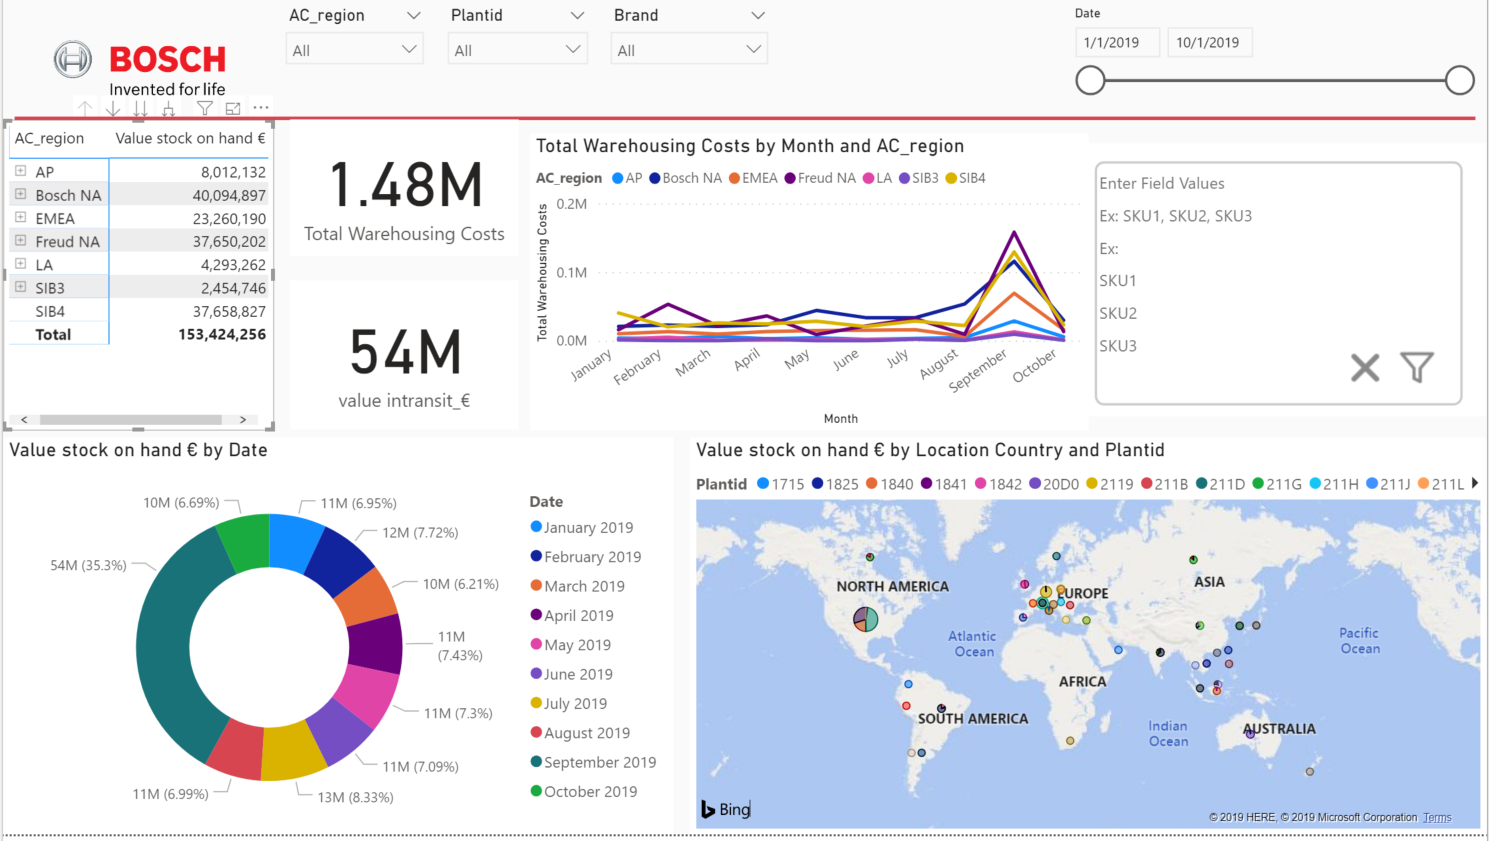 AC_region
Plantid
Brand
Date
All
All
All
1/1/2019
10/1/2019
BOSCH
Invented for life
AC_region Value stock on hand €
AP 8,012,132
Bosch NA 40,094,897
EMEA 23,260,190
Freud NA 37,650,202
LA 4,293,262
SIB3 2,454,746
SIB4 37,658,827
Total 153,424,256
1.48M
Total Warehousing Costs
54M
value intransit_€
Total Warehousing Costs by Month and AC_region
AC_region AP Bosch NA EMEA Freud NA LA SIB3 SIB4
Total Warehousing Costs
0.2M
0.1M
0.0M
January
February
March
April
May
June
July
August
September
October
Month
Enter Field Values
Ex: SKU1, SKU2, SKU3
Ex:
SKU1
SKU2
SKU3
Value stock on hand € by Date
10M (6.69%)
11M (6.95%)
12M (7.72%)
54M (35.3%)
10M (6.21%)
11M
(7.43%)
11M (7.3%)
11M (7.09%)
11M (6.99%)
13M (8.33%)
Date
January 2019
February 2019
March 2019
April 2019
May 2019
June 2019
July 2019
August 2019
September 2019
October 2019
Value stock on hand € by Location Country and Plantid
Plantid 1715 1825 1840 1841 1842 20D0 2119 211B 211D 211G 211H 211J 211L
NORTH AMERICA
EUROPE
ASIA
Atlantic
Ocean
Pacific
Ocean
AFRICA
SOUTH AMERICA
Indian
Ocean
AUSTRALIA
Bing
© 2019 HERE, © 2019 Microsoft Corporation Terms